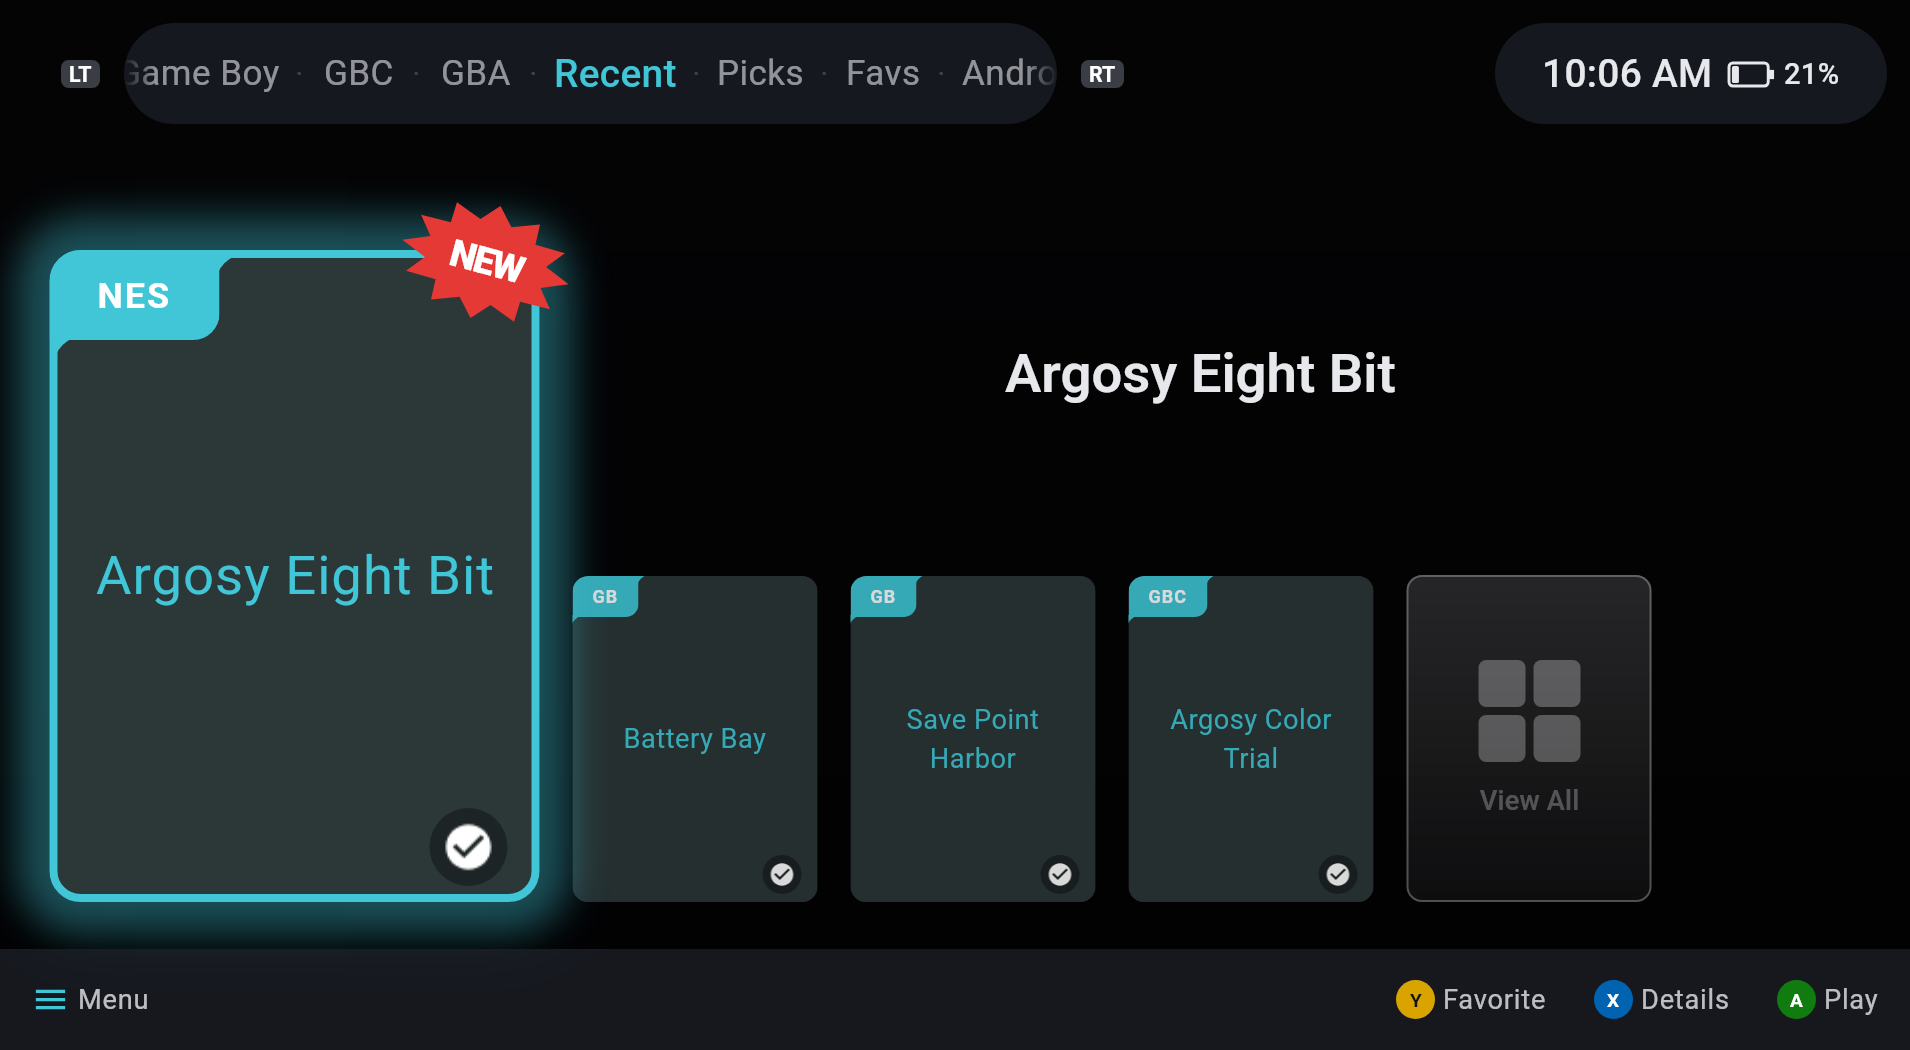 LT
Game Boy · GBC · GBA · Recent · Picks · Favs · Andro
RT
10:06 AM 21%
NES
NEW
Argosy Eight Bit
Argosy Eight Bit
GB
Battery Bay
GB
Save Point
Harbor
GBC
Argosy Color
Trial
View All
Menu
Y Favorite
X Details
A Play